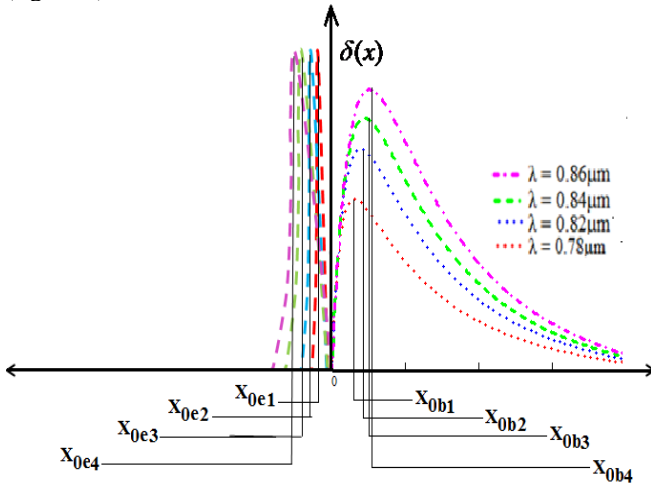 δ(x)
λ = 0.86μm
λ = 0.84μm
λ = 0.82μm
λ = 0.78μm
0
X0e1
X0e2
X0e3
X0e4
X0b1
X0b2
X0b3
X0b4